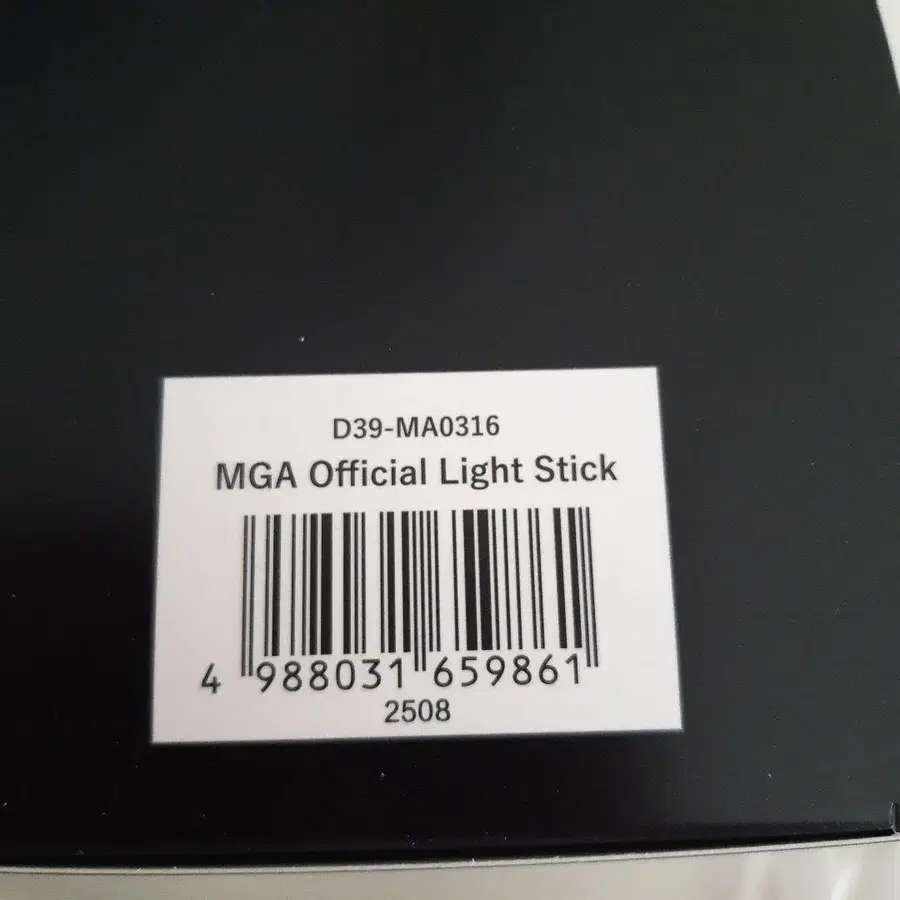 D39-MA0316
MGA Official Light Stick
4 988031 659861
2508